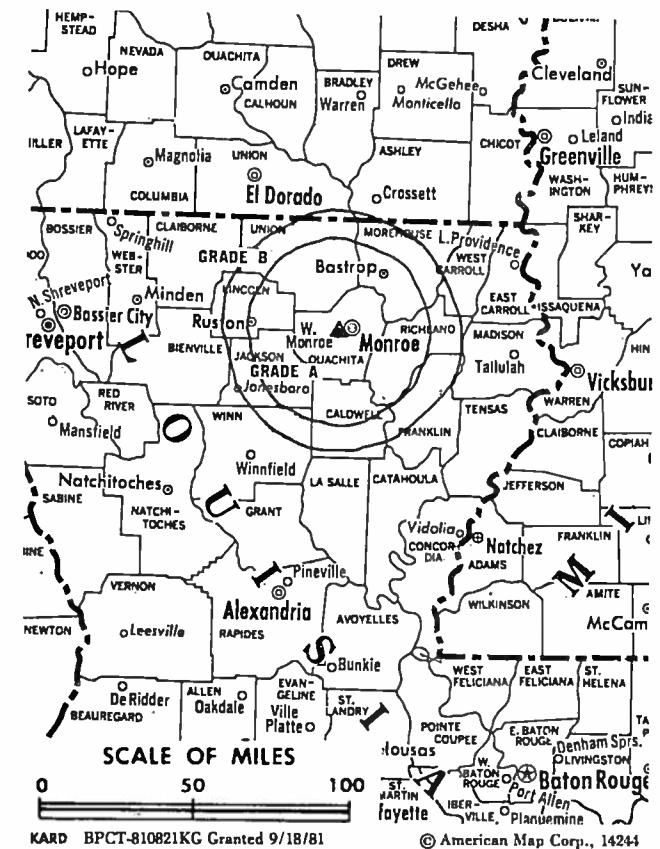 HEMP-
STEAD
NEVADA
OUACHITA
DREW
DESHA
Hope
Camden
CALHOUN
BRADLEY
Warren
McGehee
Monticello
Cleveland
SUN-
FLOWER
LAFAY-
ETTE
Magnolia
UNION
ASHLEY
CHICOT
Greenville
Leland
India
WASH-
INGTON
HUM-
PHREYS
COLUMBIA
El Dorado
Crossett
BOSSIER
Springhill
CLAIBORNE
UNION
MOREHOUSE
L. Providence
SHAR-
KEY
WEB-
STER
GRADE B
Bastrop
WEST
CARROLL
Ya
LINCOLN
N. Shreveport
Minden
EAST
CARROLL
ISSAQUENA
Bossier City
Ruston
W.
Monroe
Monroe
RICHLAND
MADISON
reveport
BIENVILLE
JACKSON
OUACHITA
Tallulah
HIN
GRADE A
Jonesboro
Vicksbur
SOTO
RED
RIVER
WINN
CALDWELL
TENSAS
WARREN
Mansfield
FRANKLIN
CLAIBORNE
COPIAH
Winnfield
LA SALLE
CATAHOULA
JEFFERSON
Natchitoches
SABINE
NATCHI-
TOCHES
GRANT
Vidolia
CONCOR
DIA
Natchez
FRANKLIN
ADAMS
Pineville
VERNON
AMITE
WILKINSON
McCam
NEWTON
Leesville
Alexandria
RAPIDES
AVOYELLES
Bunkie
WEST
FELICIANA
EAST
FELICIANA
ST.
HELENA
De Ridder
ALLEN
Oakdale
EVAN-
GELINE
Ville
Platte
ST.
LANDRY
BEAUREGARD
POINTE
COUPEE
E. BATON
ROUGE
Denham Sprs.
LIVINGSTON
W.
BATON
ROUGE
Port Allen
Baton Rouge
ST.
MARTIN
fayette
IBER-
VILLE
Plaquemine
L O U I S I A
M I
SCALE OF MILES
0 50 100
KARD BPCT-810821KG Granted 9/18/81
© American Map Corp., 14244